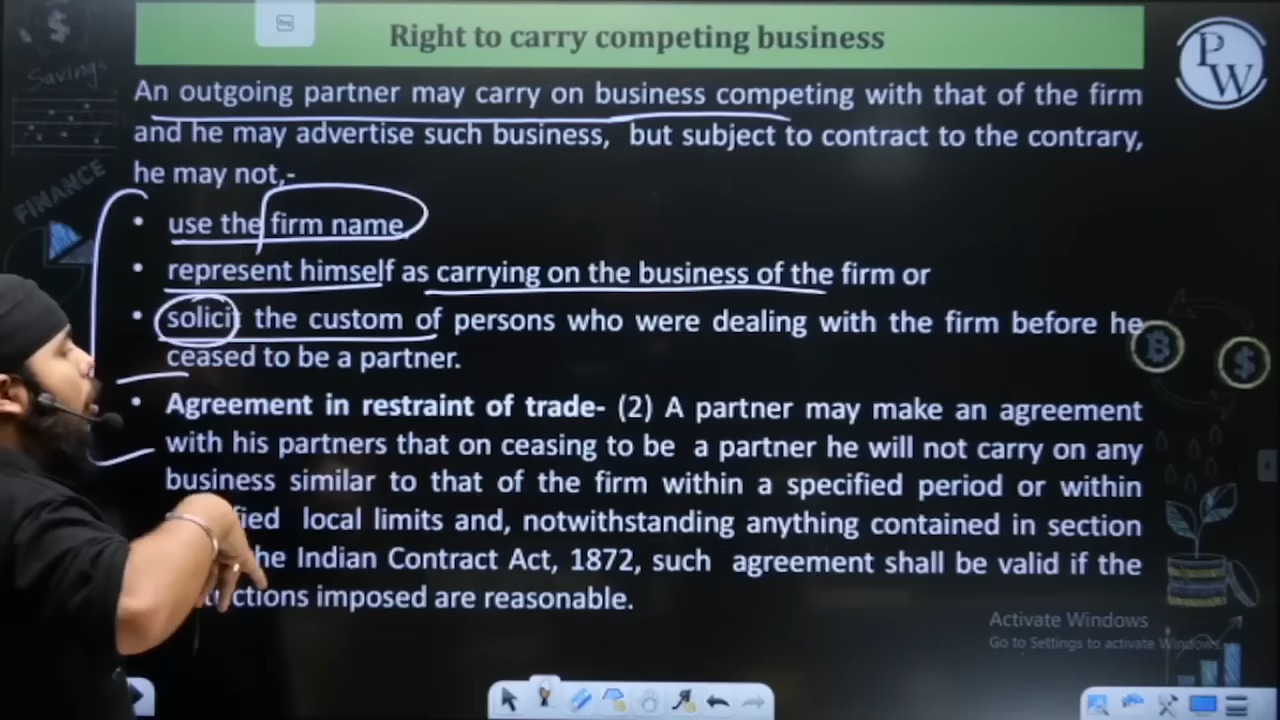 Right to carry competing business
PW
Savings
FINANCE
An outgoing partner may carry on business competing with that of the firm
and he may advertise such business, but subject to contract to the contrary,
he may not,-
• use the firm name
• represent himself as carrying on the business of the firm or
• solicit the custom of persons who were dealing with the firm before he
ceased to be a partner.
• Agreement in restraint of trade- (2) A partner may make an agreement
with his partners that on ceasing to be a partner he will not carry on any
business similar to that of the firm within a specified period or within
local limits and, notwithstanding anything contained in section
Indian Contract Act, 1872, such agreement shall be valid if the
imposed are reasonable.
Activate Windows
Go to Settings to activate Windows.